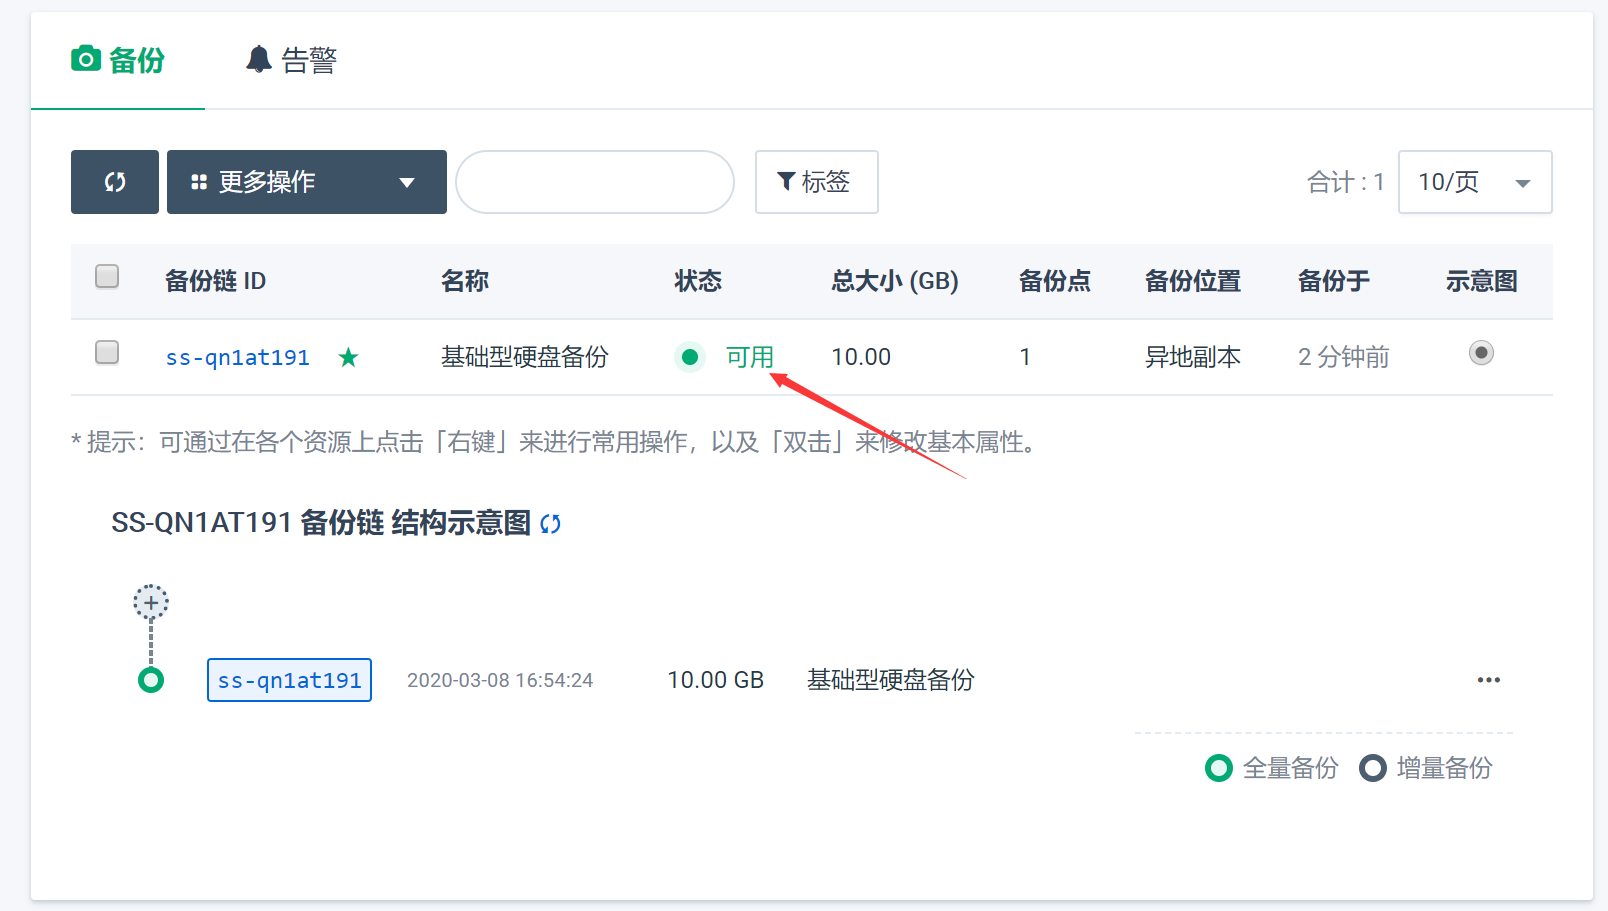 备份 告警
更多操作 标签 合计 : 1 10/页
备份链 ID 名称 状态 总大小 (GB) 备份点 备份位置 备份于 示意图
ss-qn1at191 基础型硬盘备份 可用 10.00 1 异地副本 2 分钟前
* 提示：可通过在各个资源上点击「右键」来进行常用操作，以及「双击」来修改基本属性。
SS-QN1AT191 备份链 结构示意图
ss-qn1at191 2020-03-08 16:54:24 10.00 GB 基础型硬盘备份
全量备份 增量备份